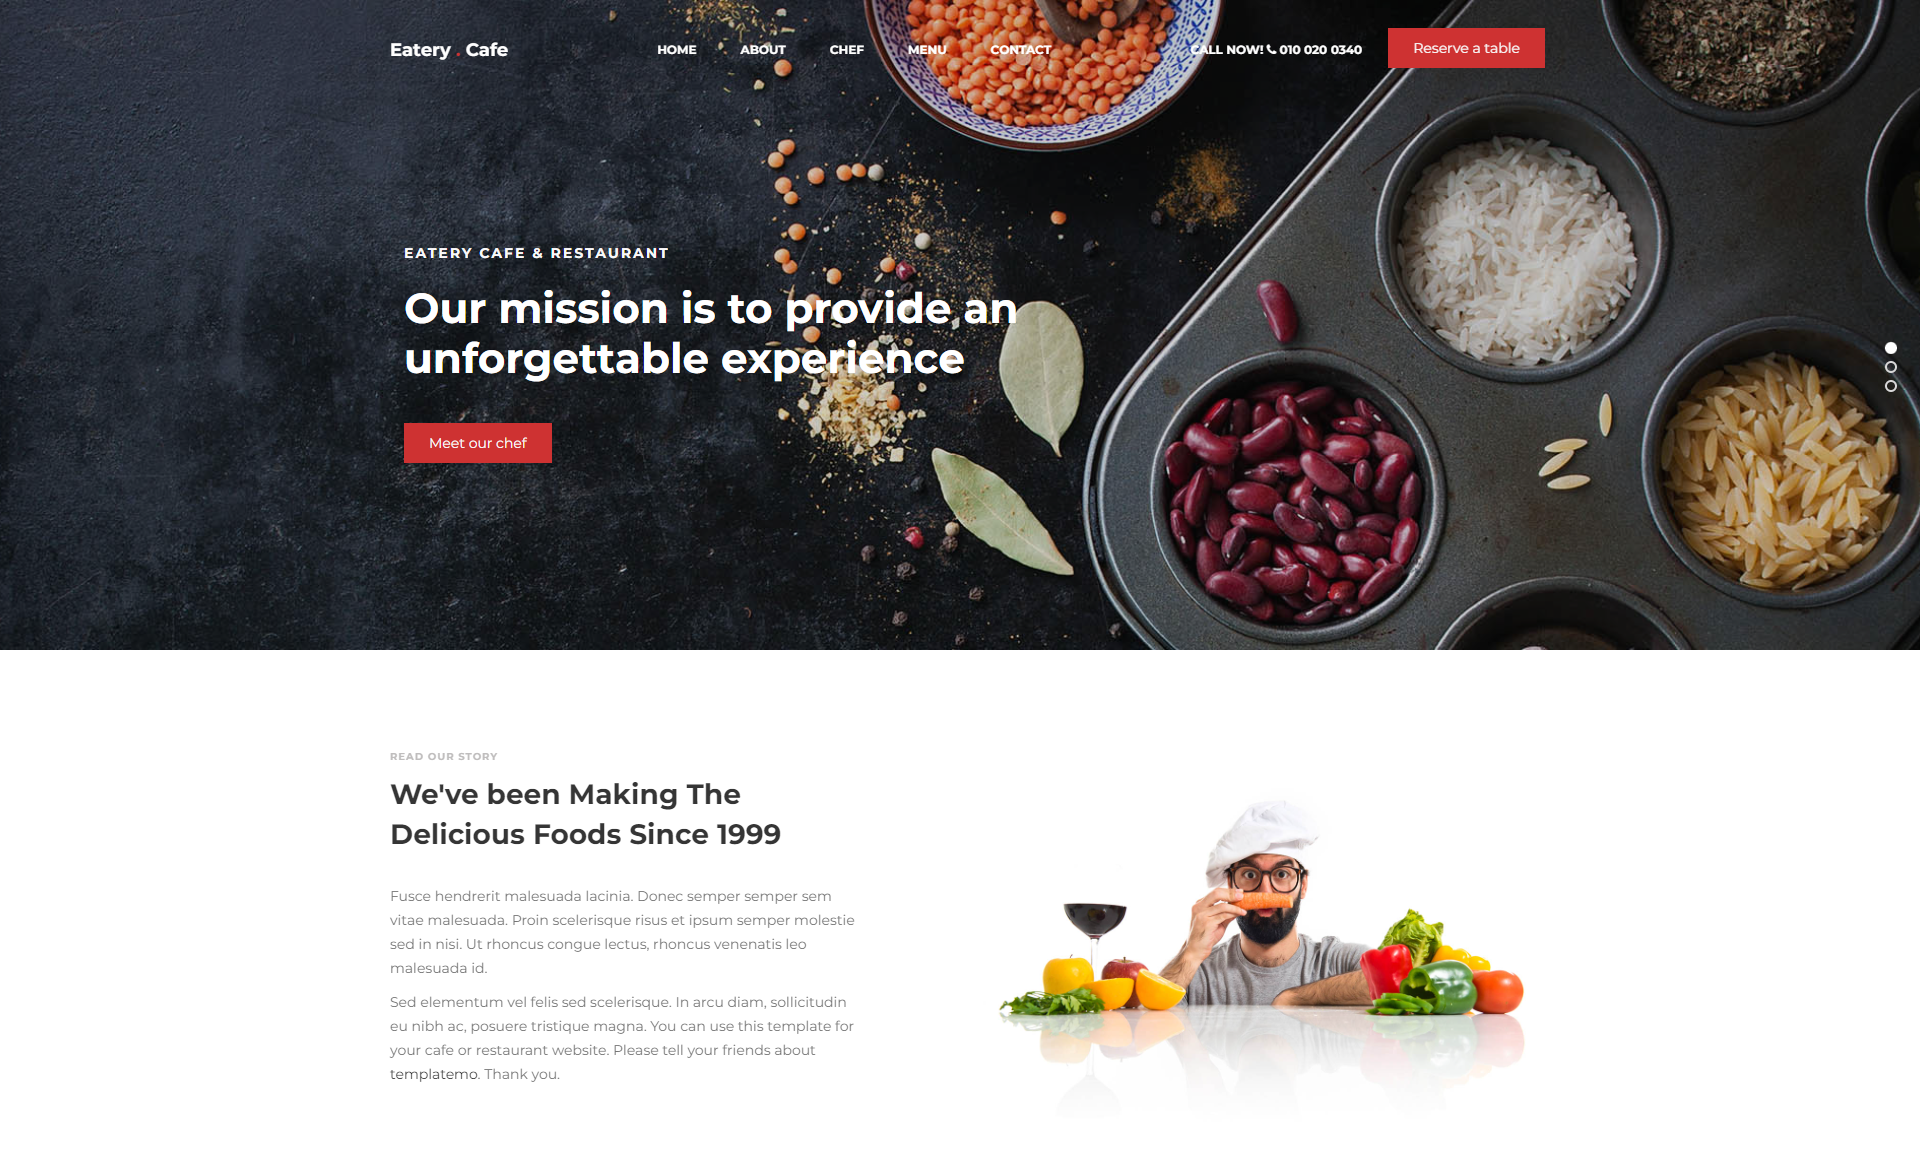 Eatery . Cafe
HOME
ABOUT
CHEF
MENU
CONTACT
CALL NOW! 010 020 0340
Reserve a table
EATERY CAFE & RESTAURANT
Our mission is to provide an
unforgettable experience
Meet our chef
READ OUR STORY
We've been Making The
Delicious Foods Since 1999
Fusce hendrerit malesuada lacinia. Donec semper semper sem
vitae malesuada. Proin scelerisque risus et ipsum semper molestie
sed in nisi. Ut rhoncus congue lectus, rhoncus venenatis leo
malesuada id.
Sed elementum vel felis sed scelerisque. In arcu diam, sollicitudin
eu nibh ac, posuere tristique magna. You can use this template for
your cafe or restaurant website. Please tell your friends about
templatemo. Thank you.